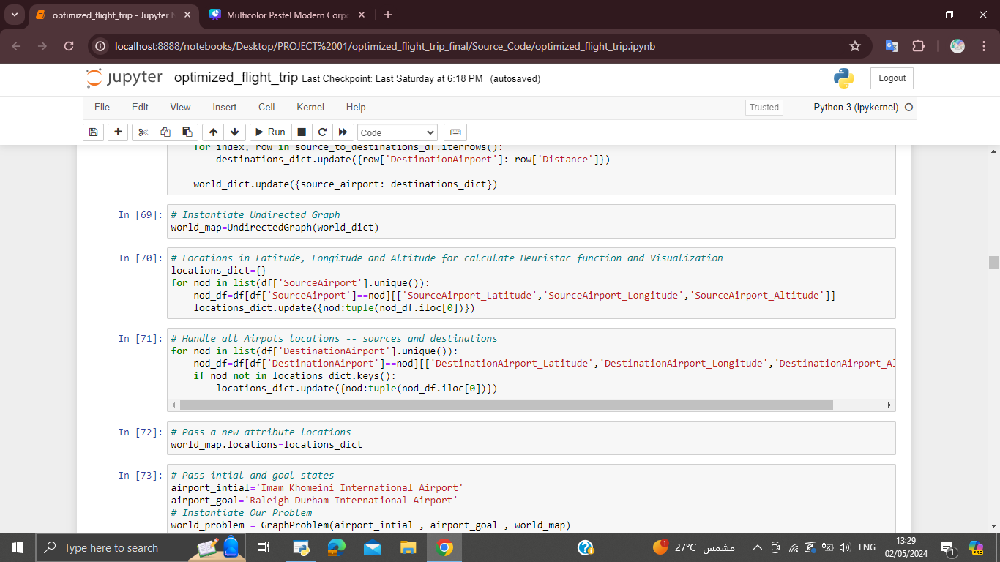 optimized_flight_trip - Jupyter N
Multicolor Pastel Modern Corpo
localhost:8888/notebooks/Desktop/PROJECT%2001/optimized_flight_trip_final/Source_Code/optimized_flight_trip.ipynb
jupyter optimized_flight_trip Last Checkpoint: Last Saturday at 6:18 PM (autosaved)
Logout
File Edit View Insert Cell Kernel Help
Trusted
Python 3 (ipykernel)
Run
Code
for index, row in source_to_destinations_df.iterrows():
destinations_dict.update({row['DestinationAirport']: row['Distance']})
world_dict.update({source_airport: destinations_dict})
In [69]: # Instantiate Undirected Graph
world_map=UndirectedGraph(world_dict)
In [70]: # Locations in Latitude, Longitude and Altitude for calculate Heuristac function and Visualization
locations_dict={}
for nod in list(df['SourceAirport'].unique()):
nod_df=df[df['SourceAirport']==nod][['SourceAirport_Latitude','SourceAirport_Longitude','SourceAirport_Altitude']]
locations_dict.update({nod:tuple(nod_df.iloc[0])})
In [71]: # Handle all Airpots locations -- sources and destinations
for nod in list(df['DestinationAirport'].unique()):
nod_df=df[df['DestinationAirport']==nod][['DestinationAirport_Latitude','DestinationAirport_Longitude','DestinationAirport_Al
if nod not in locations_dict.keys():
locations_dict.update({nod:tuple(nod_df.iloc[0])})
In [72]: # Pass a new attribute locations
world_map.locations=locations_dict
In [73]: # Pass intial and goal states
airport_intial='Imam Khomeini International Airport'
airport_goal='Raleigh Durham International Airport'
# Instantiate Our Problem
world_problem = GraphProblem(airport_intial , airport_goal , world_map)
Type here to search
1
27°C مشمس
ENG
13:29
02/05/2024
1
PRE